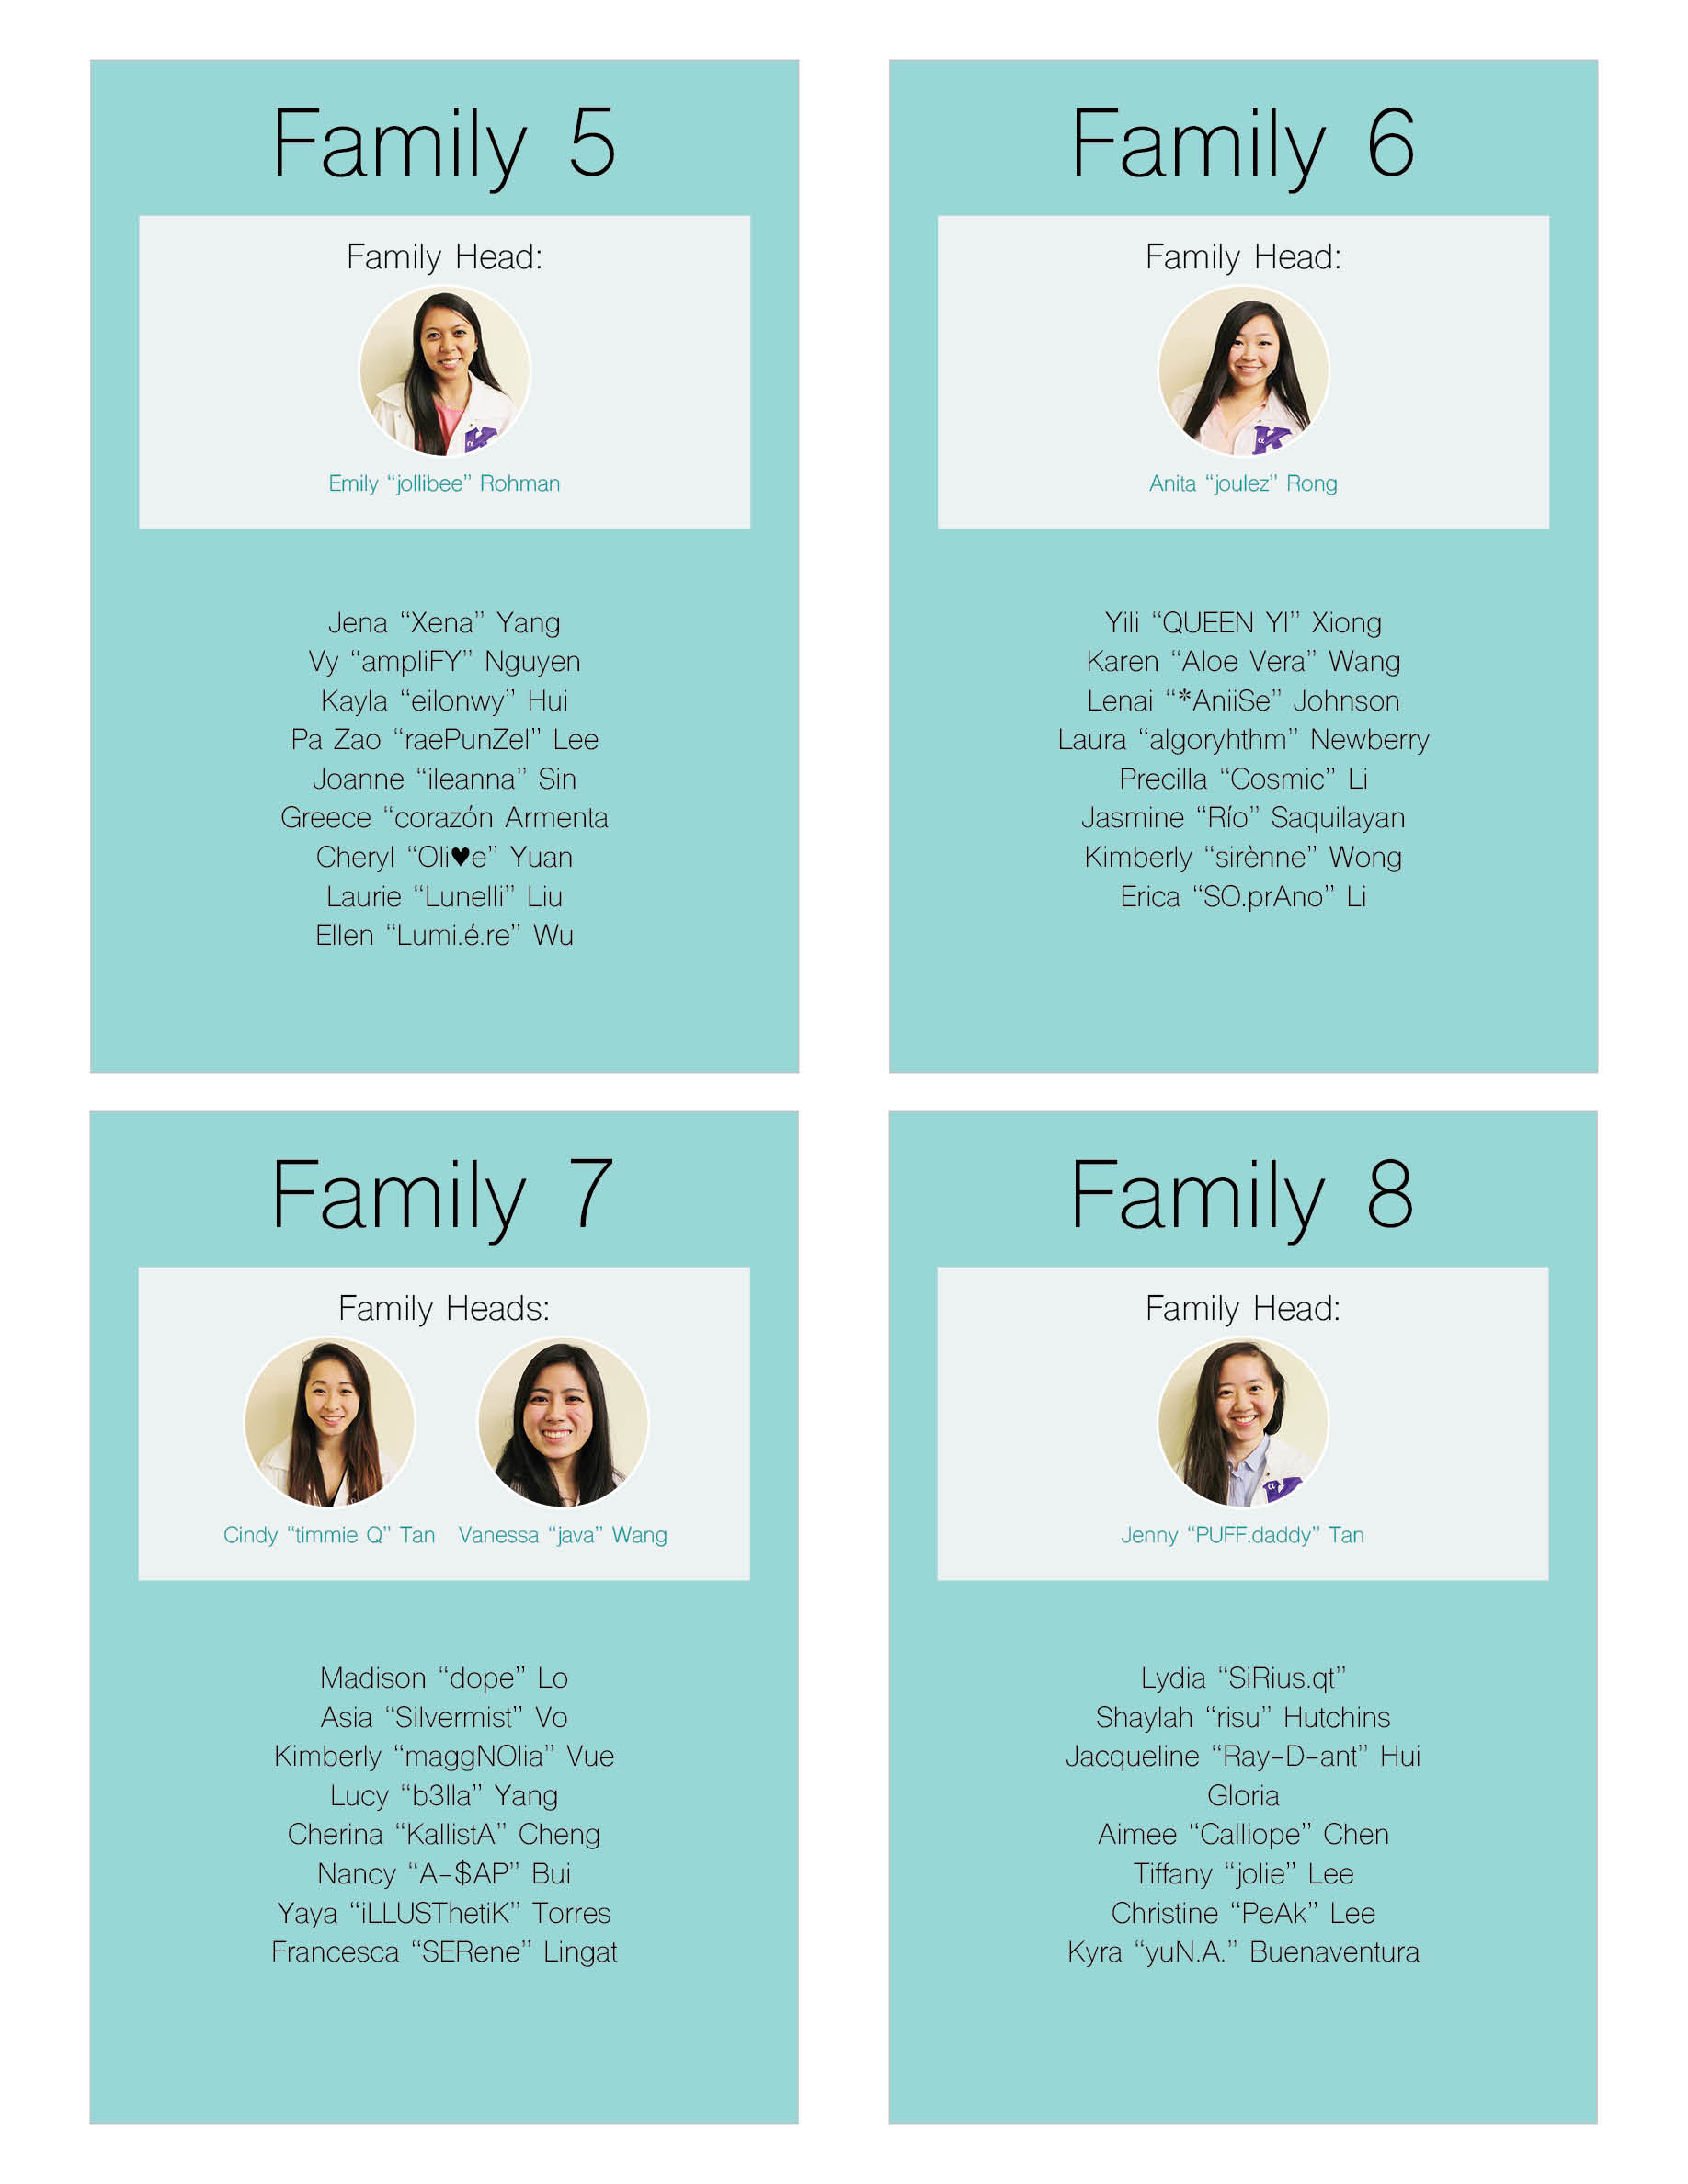 Family 5
Family Head:
Emily “jollibee” Rohman
Jena “Xena” Yang
Vy “ampliFY” Nguyen
Kayla “eilonwy” Hui
Pa Zao “raePunZel” Lee
Joanne “ileanna” Sin
Greece “corazón Armenta
Cheryl “Oli♥e” Yuan
Laurie “Lunelli” Liu
Ellen “Lumi.é.re” Wu
Family 6
Family Head:
Anita “joulez” Rong
Yili “QUEEN YI” Xiong
Karen “Aloe Vera” Wang
Lenai “*AniiSe” Johnson
Laura “algoryhthm” Newberry
Precilla “Cosmic” Li
Jasmine “Río” Saquilayan
Kimberly “sirènne” Wong
Erica “SO.prAno” Li
Family 7
Family Heads:
Cindy “timmie Q” Tan Vanessa “java” Wang
Madison “dope” Lo
Asia “Silvermist” Vo
Kimberly “maggNOlia” Vue
Lucy “b3lla” Yang
Cherina “KallistA” Cheng
Nancy “A-$AP” Bui
Yaya “iLLUSThetiK” Torres
Francesca “SERene” Lingat
Family 8
Family Head:
Jenny “PUFF.daddy” Tan
Lydia “SiRius.qt”
Shaylah “risu” Hutchins
Jacqueline “Ray-D-ant” Hui
Gloria
Aimee “Calliope” Chen
Tiffany “jolie” Lee
Christine “PeAk” Lee
Kyra “yuN.A.” Buenaventura